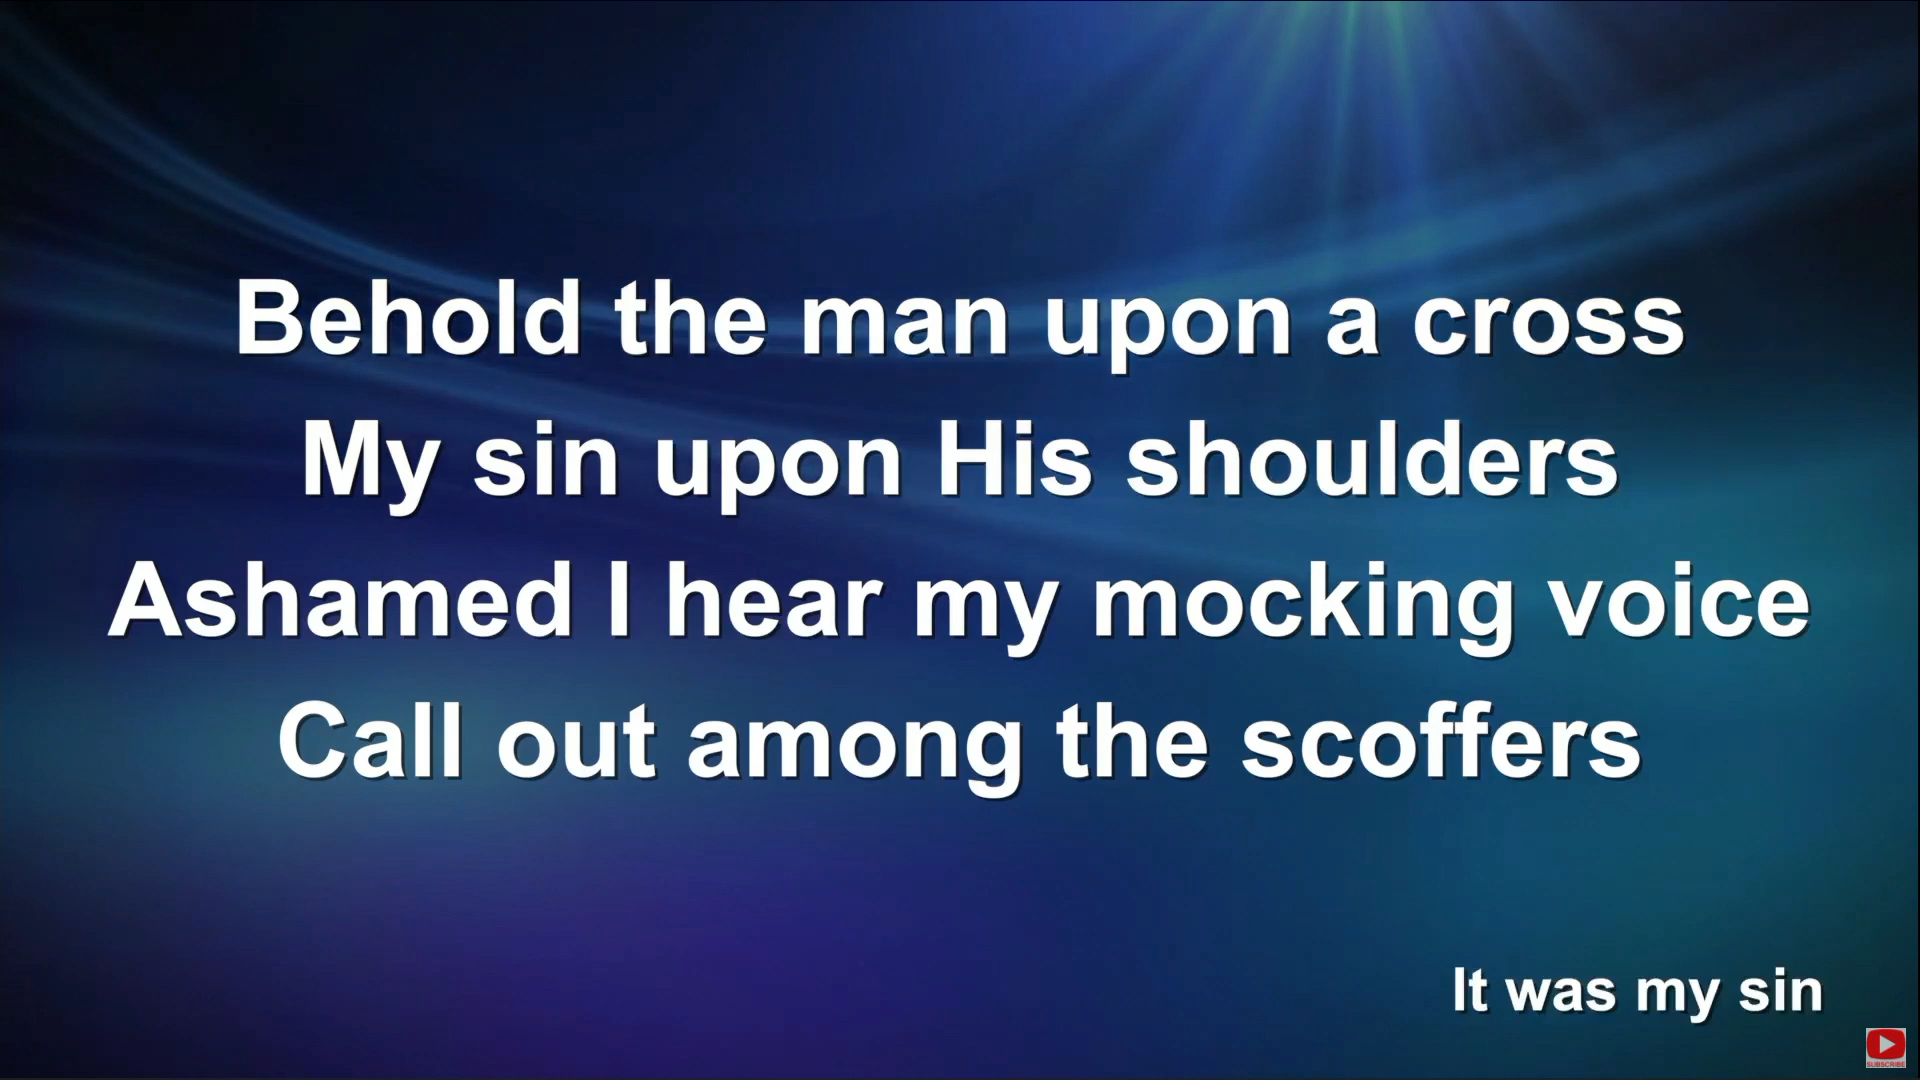 Behold the man upon a cross
My sin upon His shoulders
Ashamed I hear my mocking voice
Call out among the scoffers
It was my sin
SUBSCRIBE